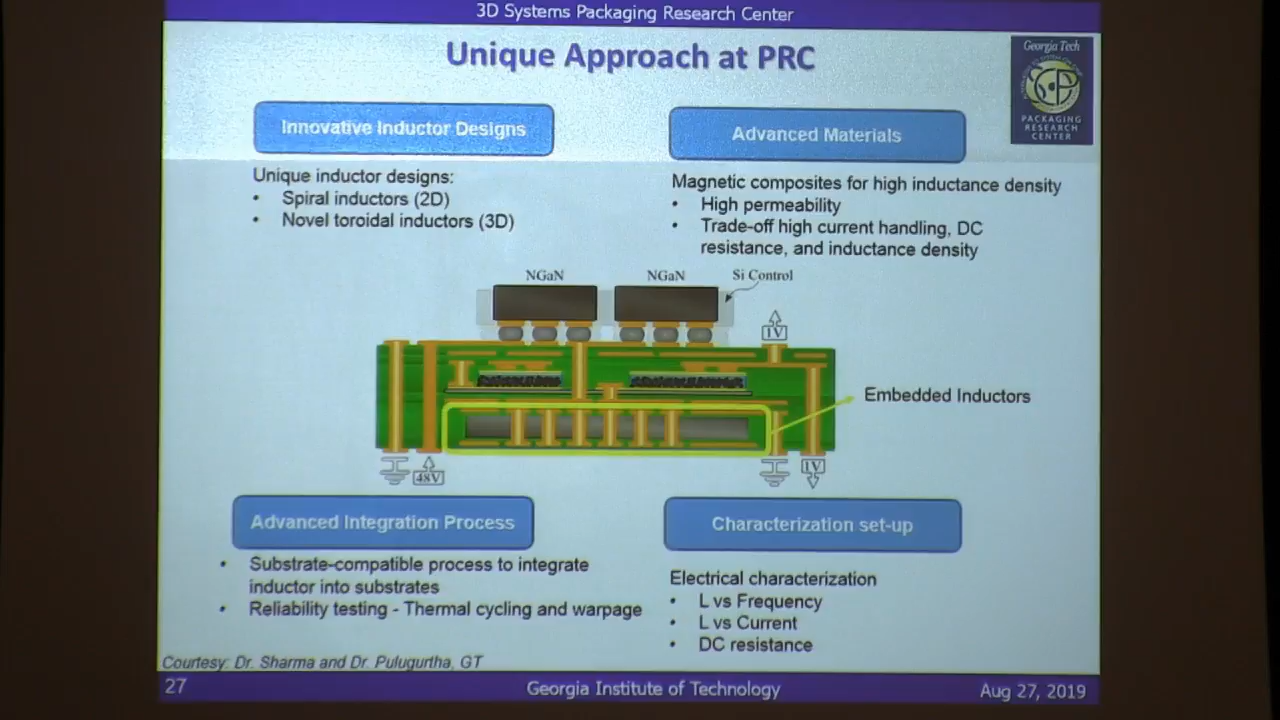 3D Systems Packaging Research Center
Unique Approach at PRC
Georgia Tech
PACKAGING
RESEARCH
CENTER
Innovative Inductor Designs
Unique inductor designs:
• Spiral inductors (2D)
• Novel toroidal inductors (3D)
Advanced Materials
Magnetic composites for high inductance density
• High permeability
• Trade-off high current handling, DC
resistance, and inductance density
NGaN
NGaN
Si Control
1V
Embedded Inductors
48V
1V
Advanced Integration Process
• Substrate-compatible process to integrate
inductor into substrates
• Reliability testing - Thermal cycling and warpage
Characterization set-up
Electrical characterization
• L vs Frequency
• L vs Current
• DC resistance
Courtesy: Dr. Sharma and Dr. Pulugurtha, GT
27
Georgia Institute of Technology
Aug 27, 2019